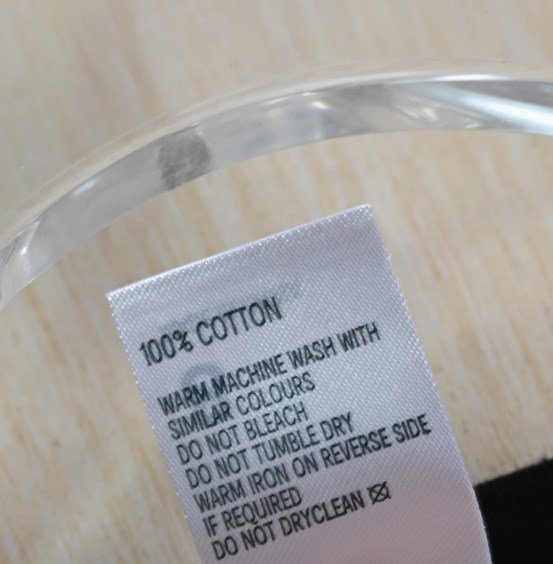 100% COTTON
WARM MACHINE WASH WITH
SIMILAR COLOURS
DO NOT BLEACH
DO NOT TUMBLE DRY
WARM IRON ON REVERSE SIDE
IF REQUIRED
DO NOT DRYCLEAN